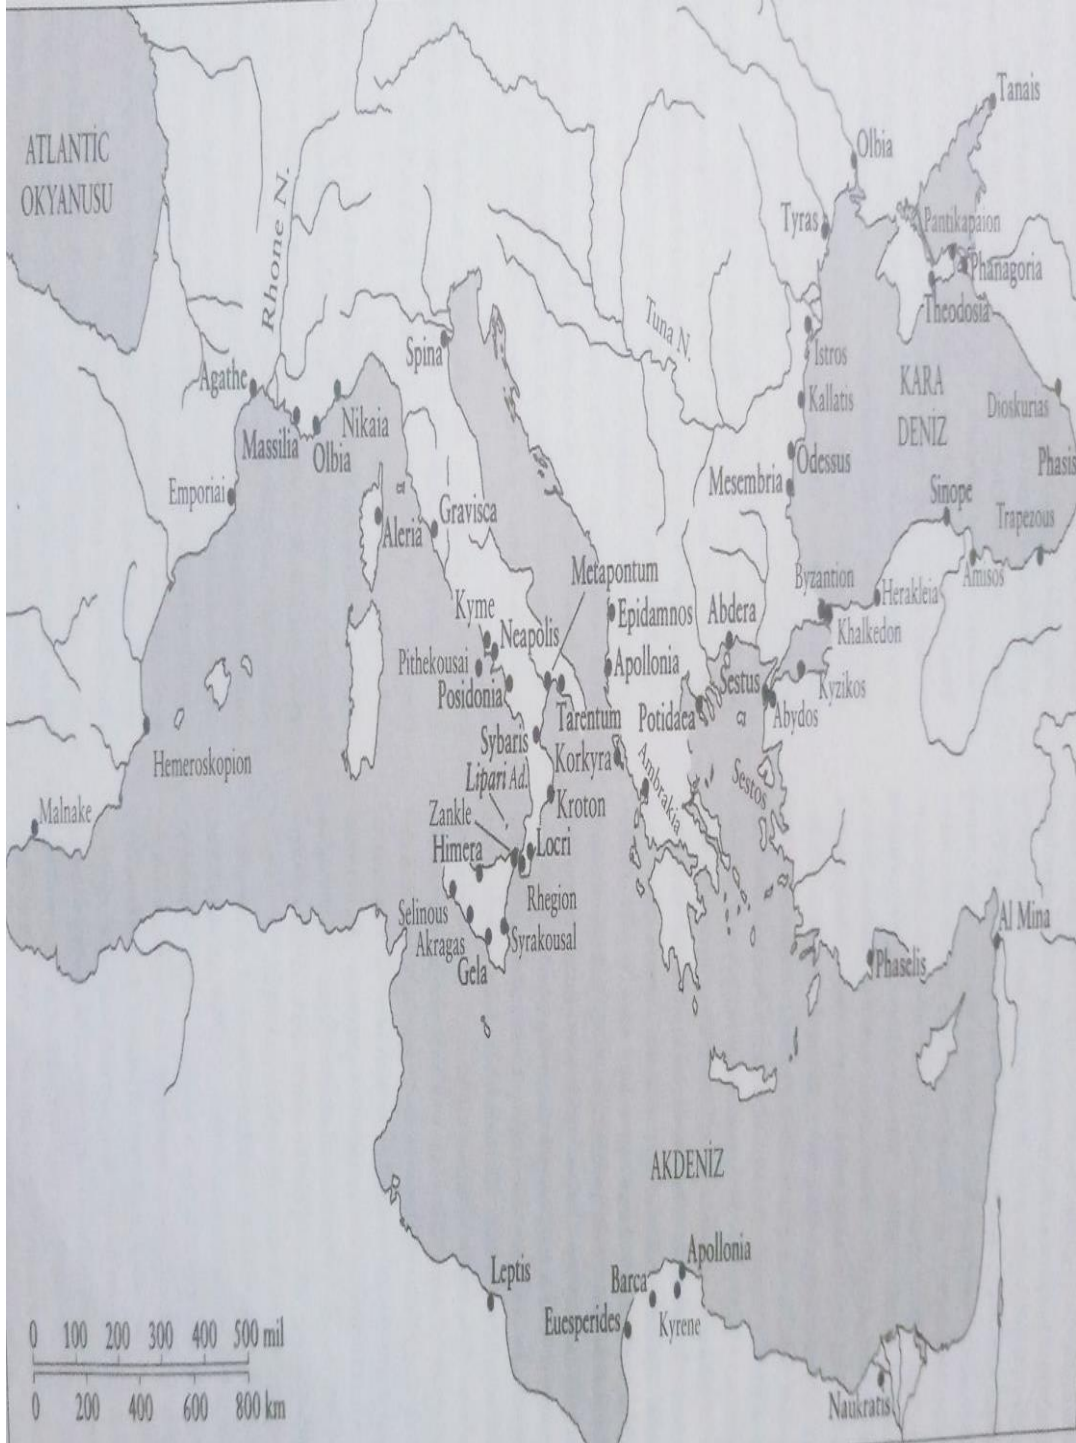 ATLANTİC
OKYANUSU
Rhone N.
Tanais
Olbia
Tyras
Pantikapaion
Phanagoria
Theodosia
Tuna N.
Spina
Istros
Agathe
Nikaia
Kallatis
KARA
DENİZ
Dioskurias
Massilia
Olbia
Odessus
Phasis
Mesembria
Emporiai
Sinope
Gravisca
Aleria
Trapezous
Metapontum
Byzantion
Amisos
Herakleia
Kyme
Epidamnos
Abdera
Neapolis
Khalkedon
Pithekousai
Apollonia
Posidonia
Sestus
Kyzikos
Tarentum
Potidaea
Abydos
Sybaris
Korkyra
Hemeroskopion
Lipari Ad.
Ambrakia
Sestos
Malnake
Zankle
Kroton
Himera
Locri
Rhegion
Selinous
Akragas
Syrakousal
Al Mina
Gela
Phaselis
AKDENİZ
Apollonia
Leptis
Barca
Euesperides
Kyrene
0 100 200 300 400 500 mil
0 200 400 600 800 km
Naukratis